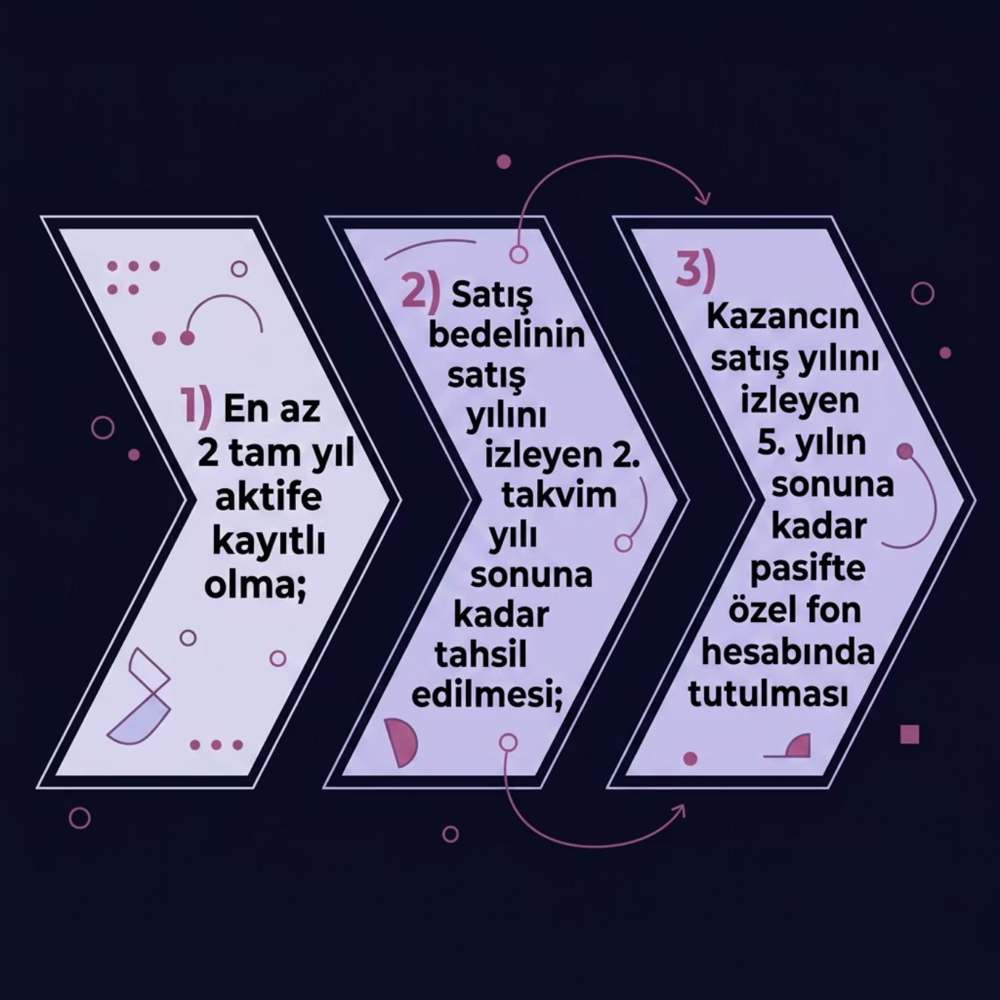 1) En az
2 tam yıl
aktife
kayıtlı
olma;
2) Satış
bedelinin
satış
yılını
izleyen 2.
takvim
yılı
sonuna
kadar
tahsil
edilmesi;
3)
Kazancın
satış yılını
izleyen
5. yılın
sonuna
kadar
pasifte
özel fon
hesabında
tutulması